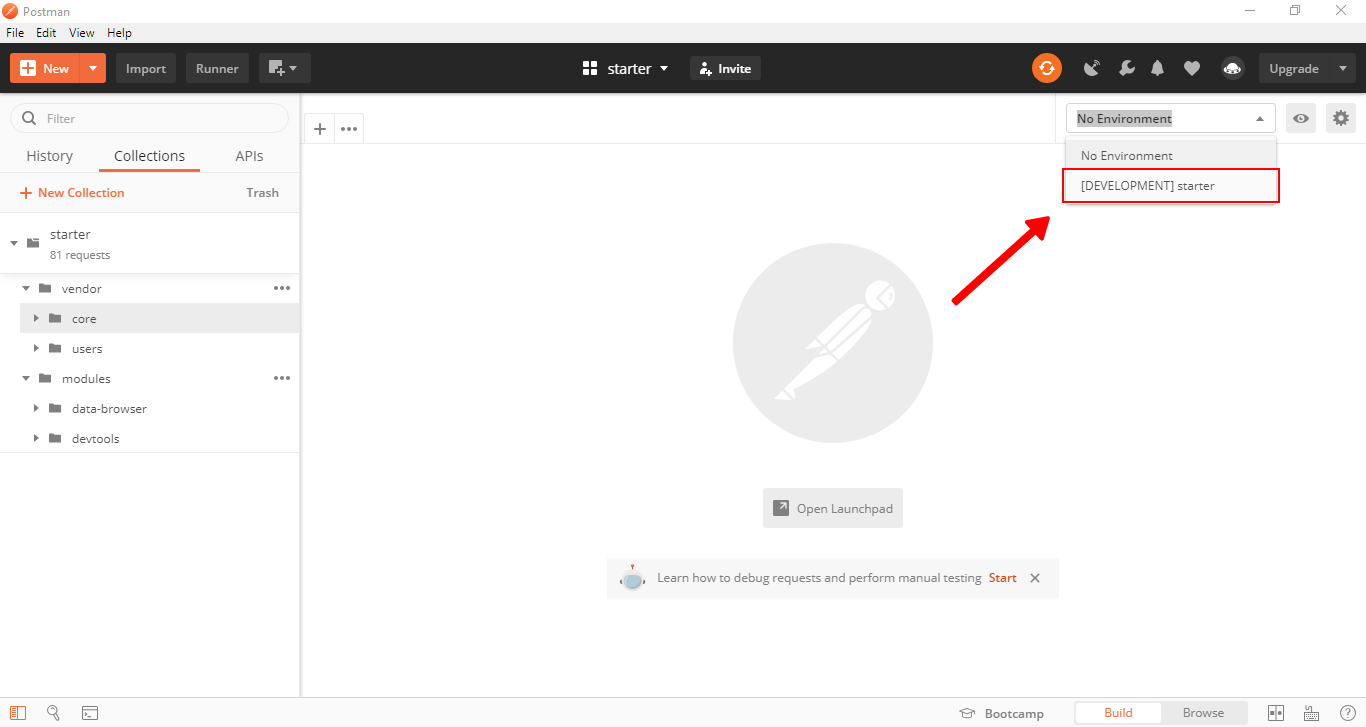 Postman
File Edit View Help
New Import Runner starter Invite Upgrade
Filter
No Environment
History Collections APIs
No Environment
New Collection Trash
[DEVELOPMENT] starter
starter
81 requests
vendor
core
users
modules
data-browser
devtools
Open Launchpad
Learn how to debug requests and perform manual testing Start
Bootcamp Build Browse